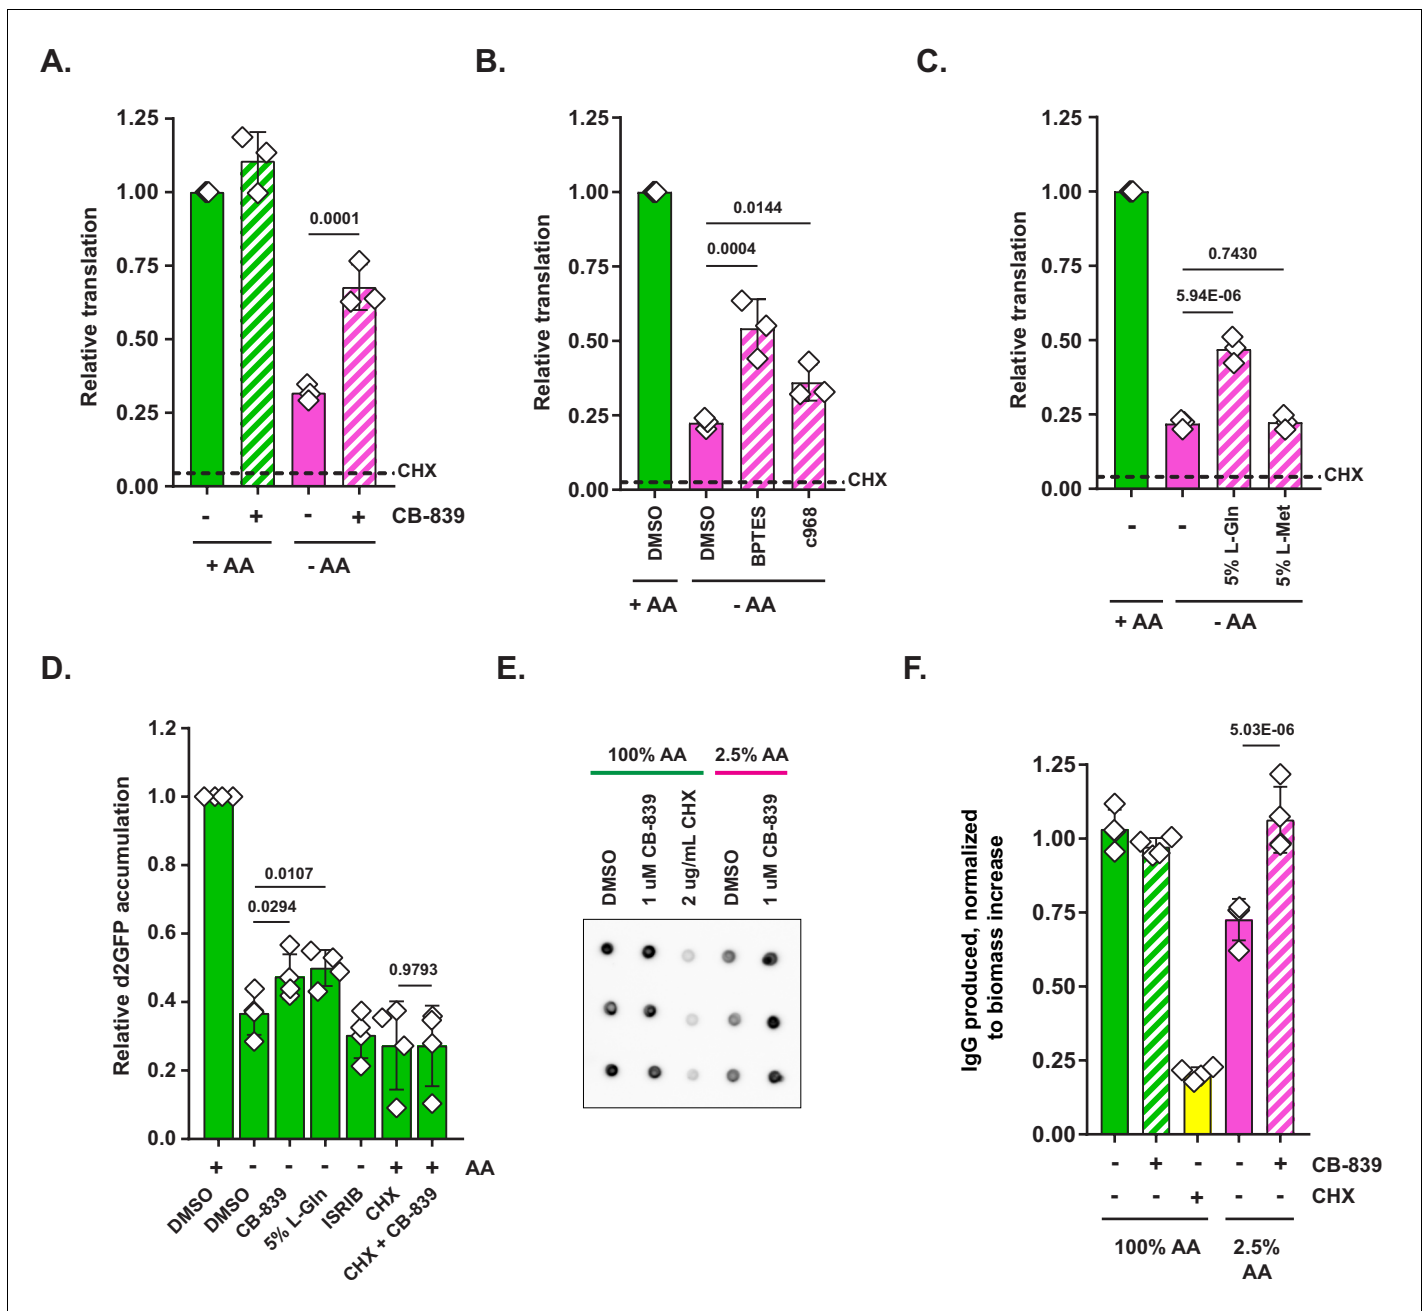 A.
Relative translation
1.25
1.00
0.75
0.50
0.25
0.00
0.0001
CHX
- + - + CB-839
+ AA - AA
B.
Relative translation
1.25
1.00
0.75
0.50
0.25
0.00
0.0144
0.0004
CHX
DMSO
DMSO
BPTES
c968
+ AA - AA
C.
Relative translation
1.25
1.00
0.75
0.50
0.25
0.00
0.7430
5.94E-06
CHX
- - 5% L-Gln 5% L-Met
+ AA - AA
D.
Relative d2GFP accumulation
1.2
1.0
0.8
0.6
0.4
0.2
0.0
0.0107
0.0294
0.9793
+ - - - - + + AA
DMSO
DMSO
CB-839
5% L-Gln
ISRIB
CHX
CHX + CB-839
E.
100% AA 2.5% AA
DMSO
1 uM CB-839
2 ug/mL CHX
DMSO
1 uM CB-839
F.
IgG produced, normalized
to biomass increase
1.25
1.00
0.75
0.50
0.25
0.00
5.03E-06
- + - - + CB-839
- - + - - CHX
100% AA 2.5%
AA